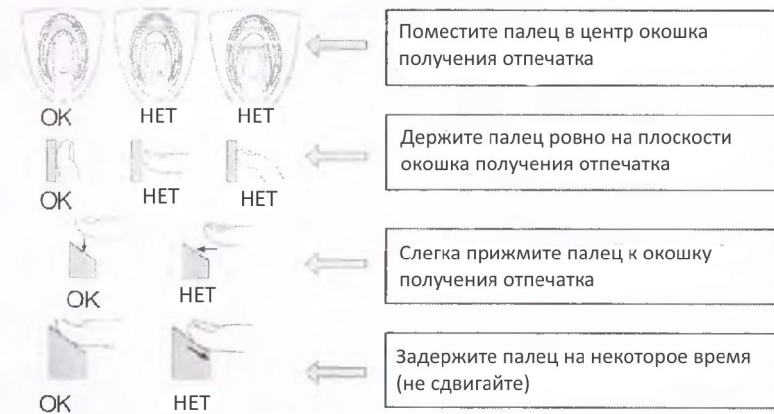 Поместите палец в центр окошка
получения отпечатка
OK НЕТ НЕТ
Держите палец ровно на плоскости
окошка получения отпечатка
OK НЕТ НЕТ
Слегка прижмите палец к окошку
получения отпечатка
OK НЕТ
Задержите палец на некоторое время
(не сдвигайте)
OK НЕТ